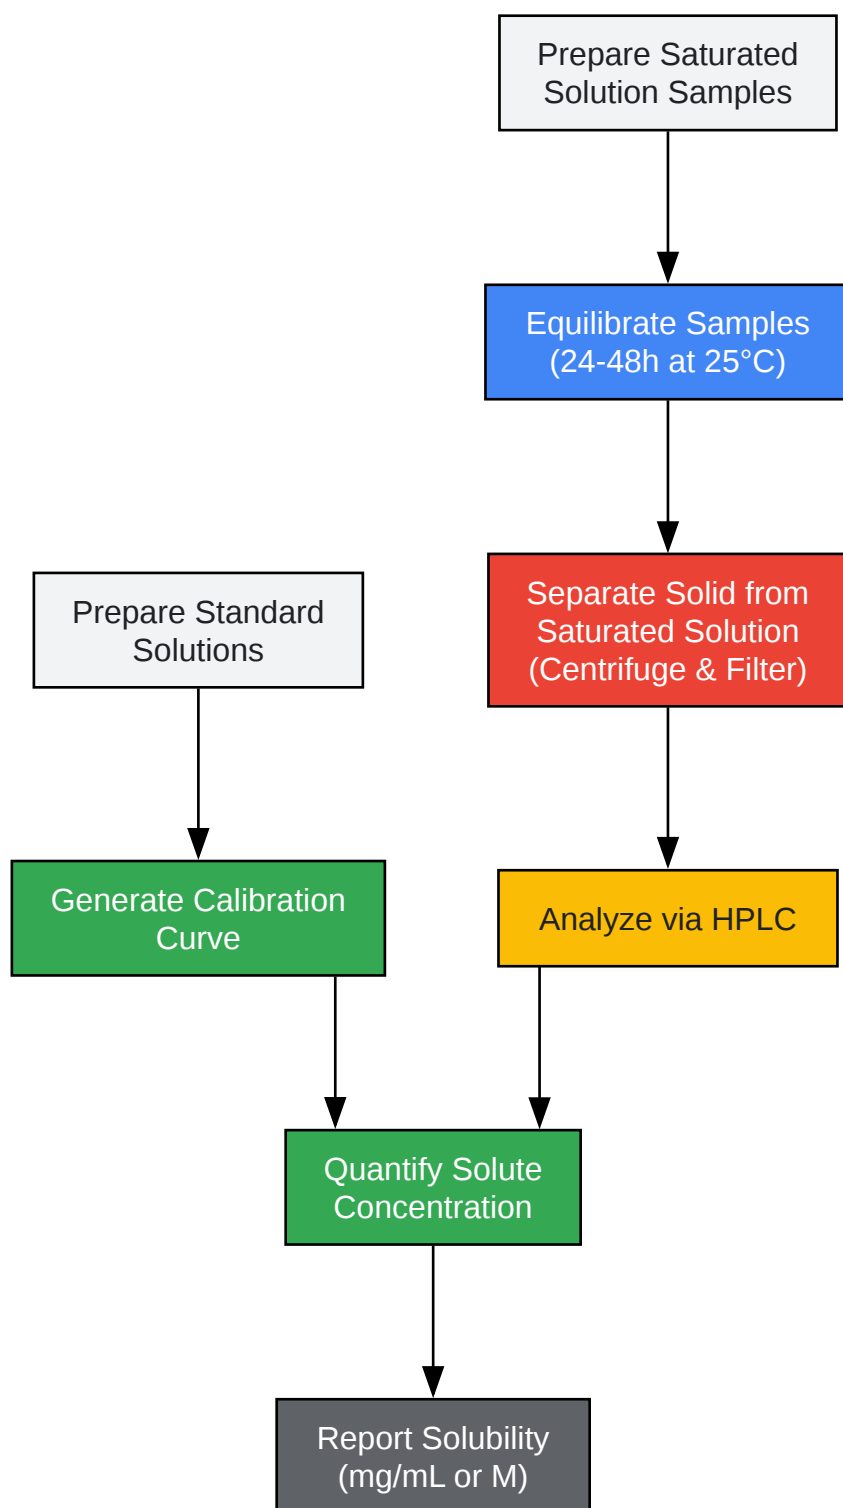 Prepare Saturated
Solution Samples
Equilibrate Samples
(24-48h at 25°C)
Separate Solid from
Saturated Solution
(Centrifuge & Filter)
Prepare Standard
Solutions
Generate Calibration
Curve
Analyze via HPLC
Quantify Solute
Concentration
Report Solubility
(mg/mL or M)